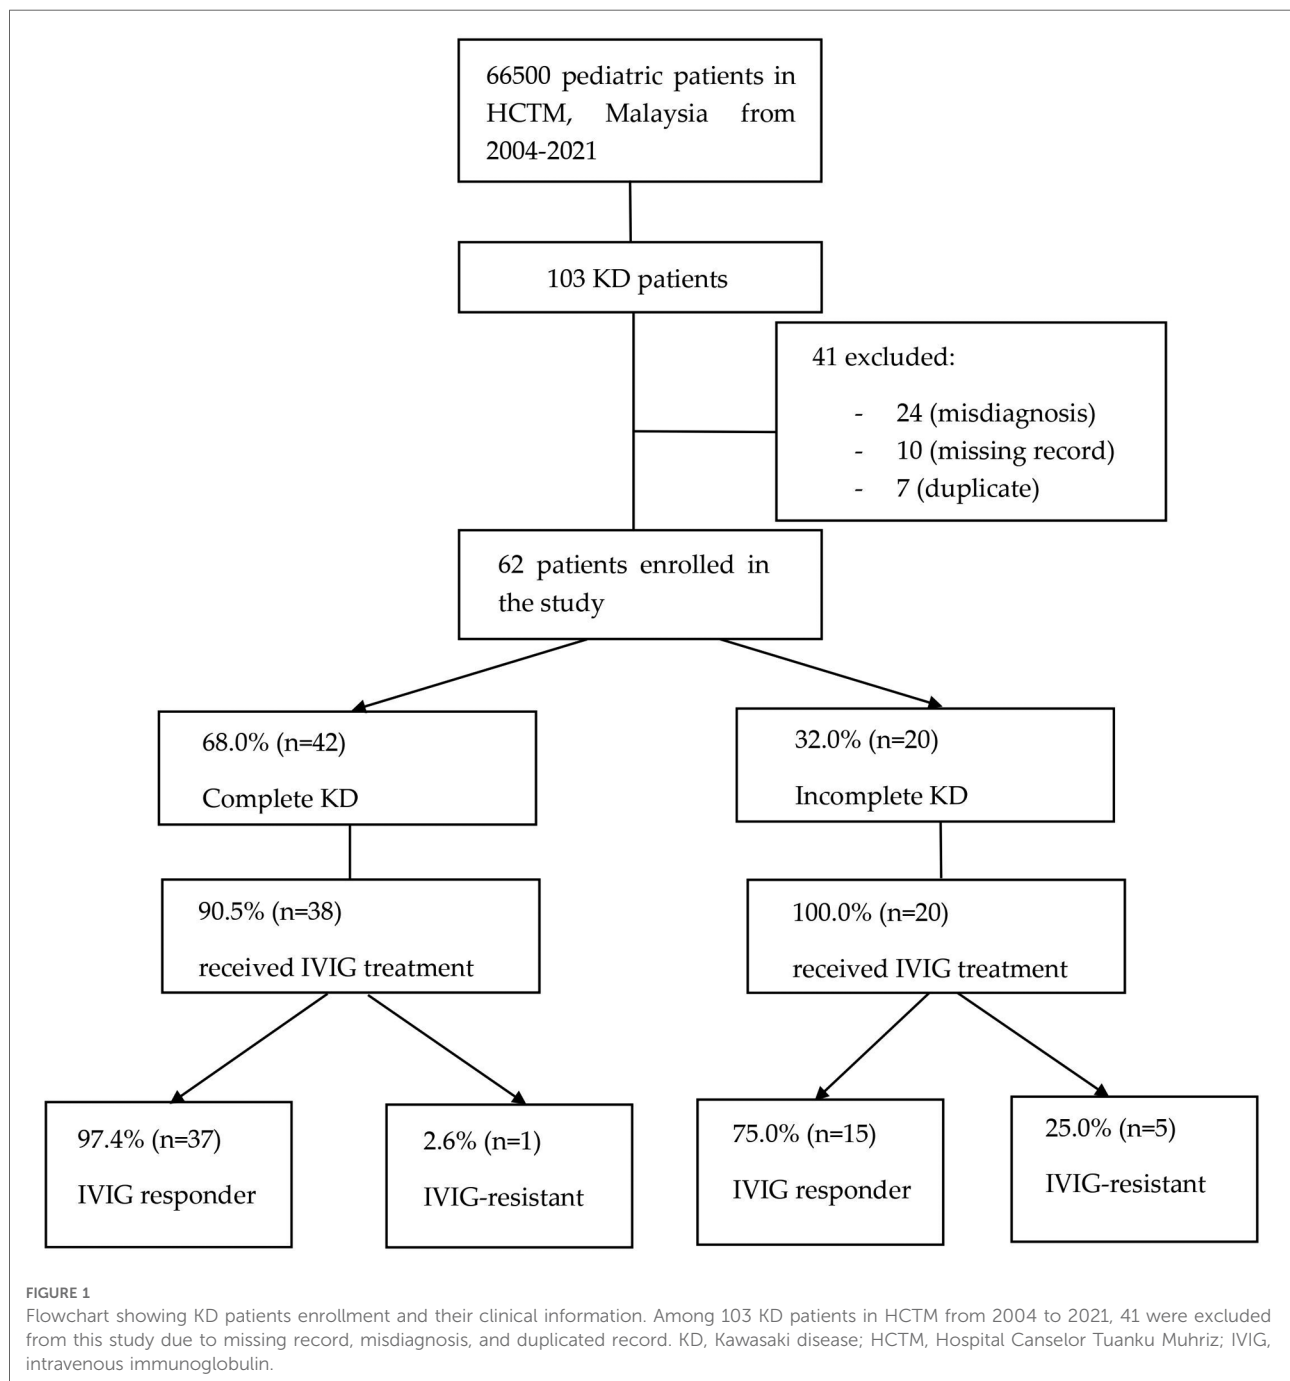 66500 pediatric patients in
HCTM, Malaysia from
2004-2021
103 KD patients
41 excluded:
- 24 (misdiagnosis)
- 10 (missing record)
- 7 (duplicate)
62 patients enrolled in
the study
68.0% (n=42)
Complete KD
32.0% (n=20)
Incomplete KD
90.5% (n=38)
received IVIG treatment
100.0% (n=20)
received IVIG treatment
97.4% (n=37)
IVIG responder
2.6% (n=1)
IVIG-resistant
75.0% (n=15)
IVIG responder
25.0% (n=5)
IVIG-resistant
FIGURE 1
Flowchart showing KD patients enrollment and their clinical information. Among 103 KD patients in HCTM from 2004 to 2021, 41 were excluded
from this study due to missing record, misdiagnosis, and duplicated record. KD, Kawasaki disease; HCTM, Hospital Canselor Tuanku Muhriz; IVIG,
intravenous immunoglobulin.